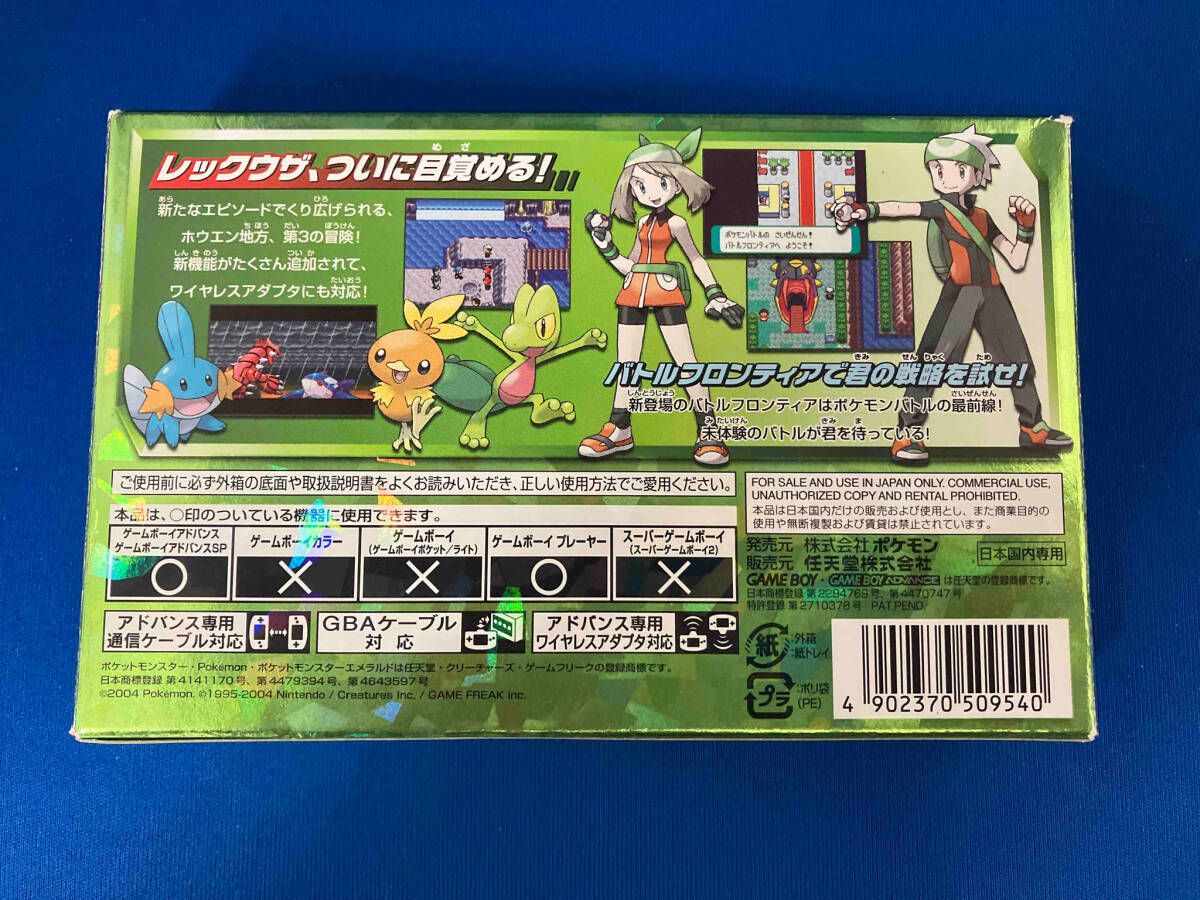 レックウザ、ついに目覚める!
新たなエピソードでくり広げられる、
ホウエン地方、第3の冒険!
新機能がたくさん追加されて、
ワイヤレスアダプタにも対応!
ポケモンバトルの さいぜんせん!
バトルフロンティアへ ようこそ!
バトルフロンティアで君の戦略を試せ!
新登場のバトルフロンティアはポケモンバトルの最前線!
未体験のバトルが君を待っている!
ご使用前に必ず外箱の底面や取扱説明書をよくお読みいただき、正しい使用方法でご愛用ください。
本品は、○印のついている機器に使用できます。
ゲームボーイアドバンス
ゲームボーイアドバンスSP
ゲームボーイカラー
ゲームボーイ
(ゲームボーイポケット/ライト)
ゲームボーイ プレーヤー
スーパーゲームボーイ
(スーパーゲームボーイ2)
○ × × ○ ×
アドバンス専用
通信ケーブル対応
GBAケーブル
対応
アドバンス専用
ワイヤレスアダプタ対応
ポケットモンスター・Pokémon・ポケットモンスターエメラルドは任天堂・クリーチャーズ・ゲームフリークの登録商標です。
日本商標登録 第4141170号、第4479394号、第4643597号
©2004 Pokémon. ©1995-2004 Nintendo / Creatures Inc. / GAME FREAK inc.
FOR SALE AND USE IN JAPAN ONLY. COMMERCIAL USE,
UNAUTHORIZED COPY AND RENTAL PROHIBITED.
本品は日本国内だけの販売および使用とし、また商業目的の
使用や無断複製および賃貸は禁止されています。
発売元 株式会社 ポケモン
販売元 任天堂株式会社
日本国内専用
GAME BOY・GAME BOY ADVANCE は任天堂の登録商標です。
日本商標登録 第2294769号、第4470747号
特許登録 第2710378号 PAT.PEND.
紙
:外箱
:紙トレイ
プラ
:ポリ袋
(PE)
4 902370 509540